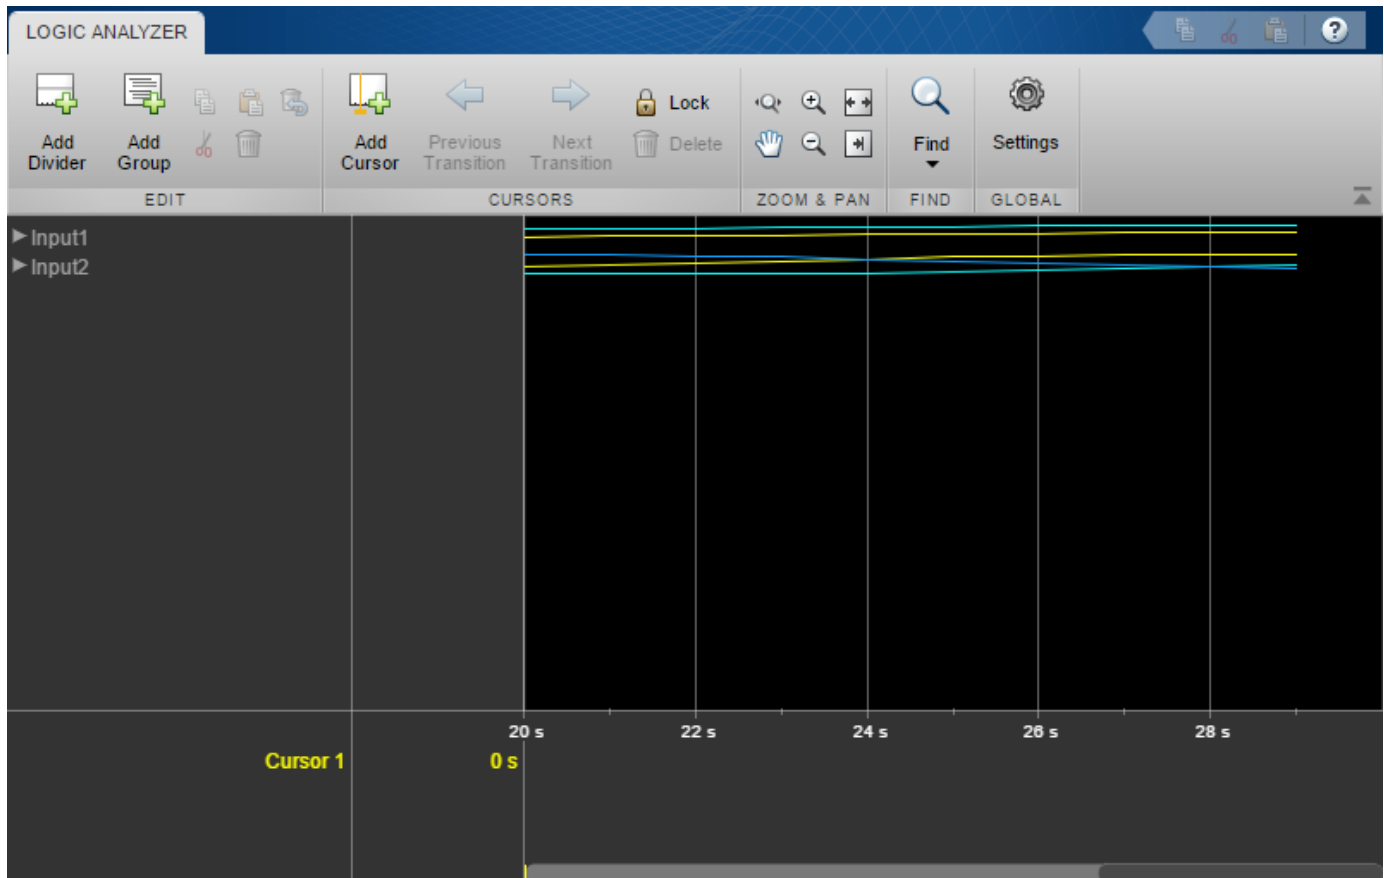 LOGIC ANALYZER
?
Add Divider
Add Group
Add Cursor
Previous Transition
Next Transition
Lock
Delete
Find
Settings
EDIT
CURSORS
ZOOM & PAN
FIND
GLOBAL
Input1
Input2
20 s 22 s 24 s 26 s 28 s
Cursor 1 0 s